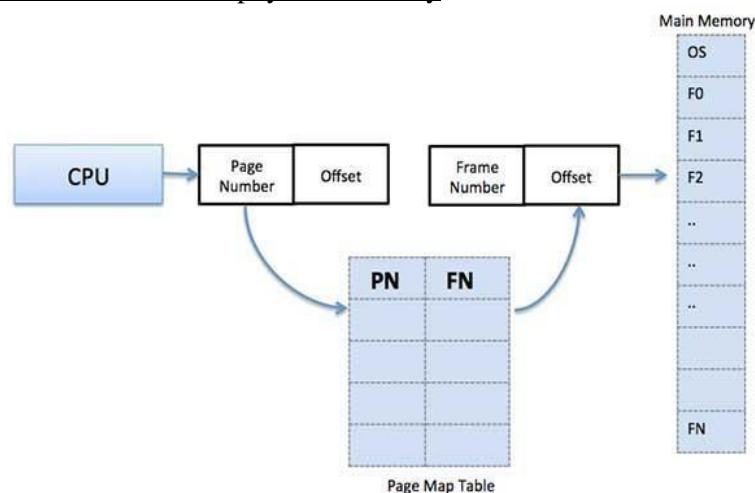 Main Memory
OS
F0
F1
F2
..
..
..
FN
CPU
Page
Number
Offset
Frame
Number
Offset
PN FN
Page Map Table